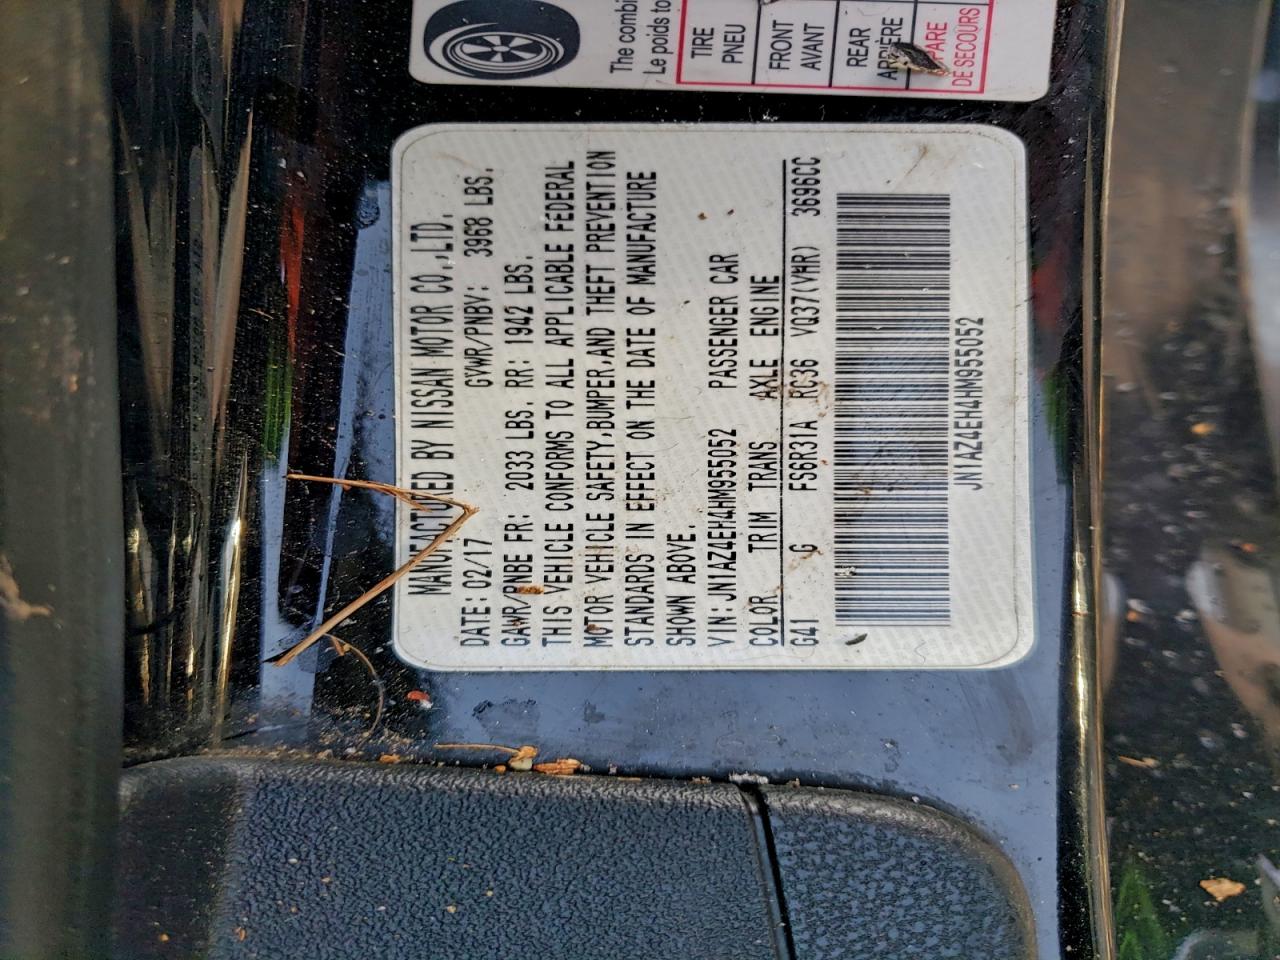 MANUFACTURED BY NISSAN MOTOR CO.,LTD.
DATE: 02/17 GVWR/PNBV: 3968 LBS.
GAWR/PNBE FR: 2033 LBS. RR: 1942 LBS.
THIS VEHICLE CONFORMS TO ALL APPLICABLE FEDERAL
MOTOR VEHICLE SAFETY,BUMPER,AND THEFT PREVENTION
STANDARDS IN EFFECT ON THE DATE OF MANUFACTURE
SHOWN ABOVE.
VIN: JN1AZ4EH4HM955052 PASSENGER CAR
COLOR TRIM TRANS AXLE ENGINE
G41 G FS6R31A RC36 VQ37(VHR) 3696CC
JN1AZ4EH4HM955052
The combi
Le poids to
TIRE
PNEU
FRONT
AVANT
REAR
ARRIÈRE
DE SECOURS